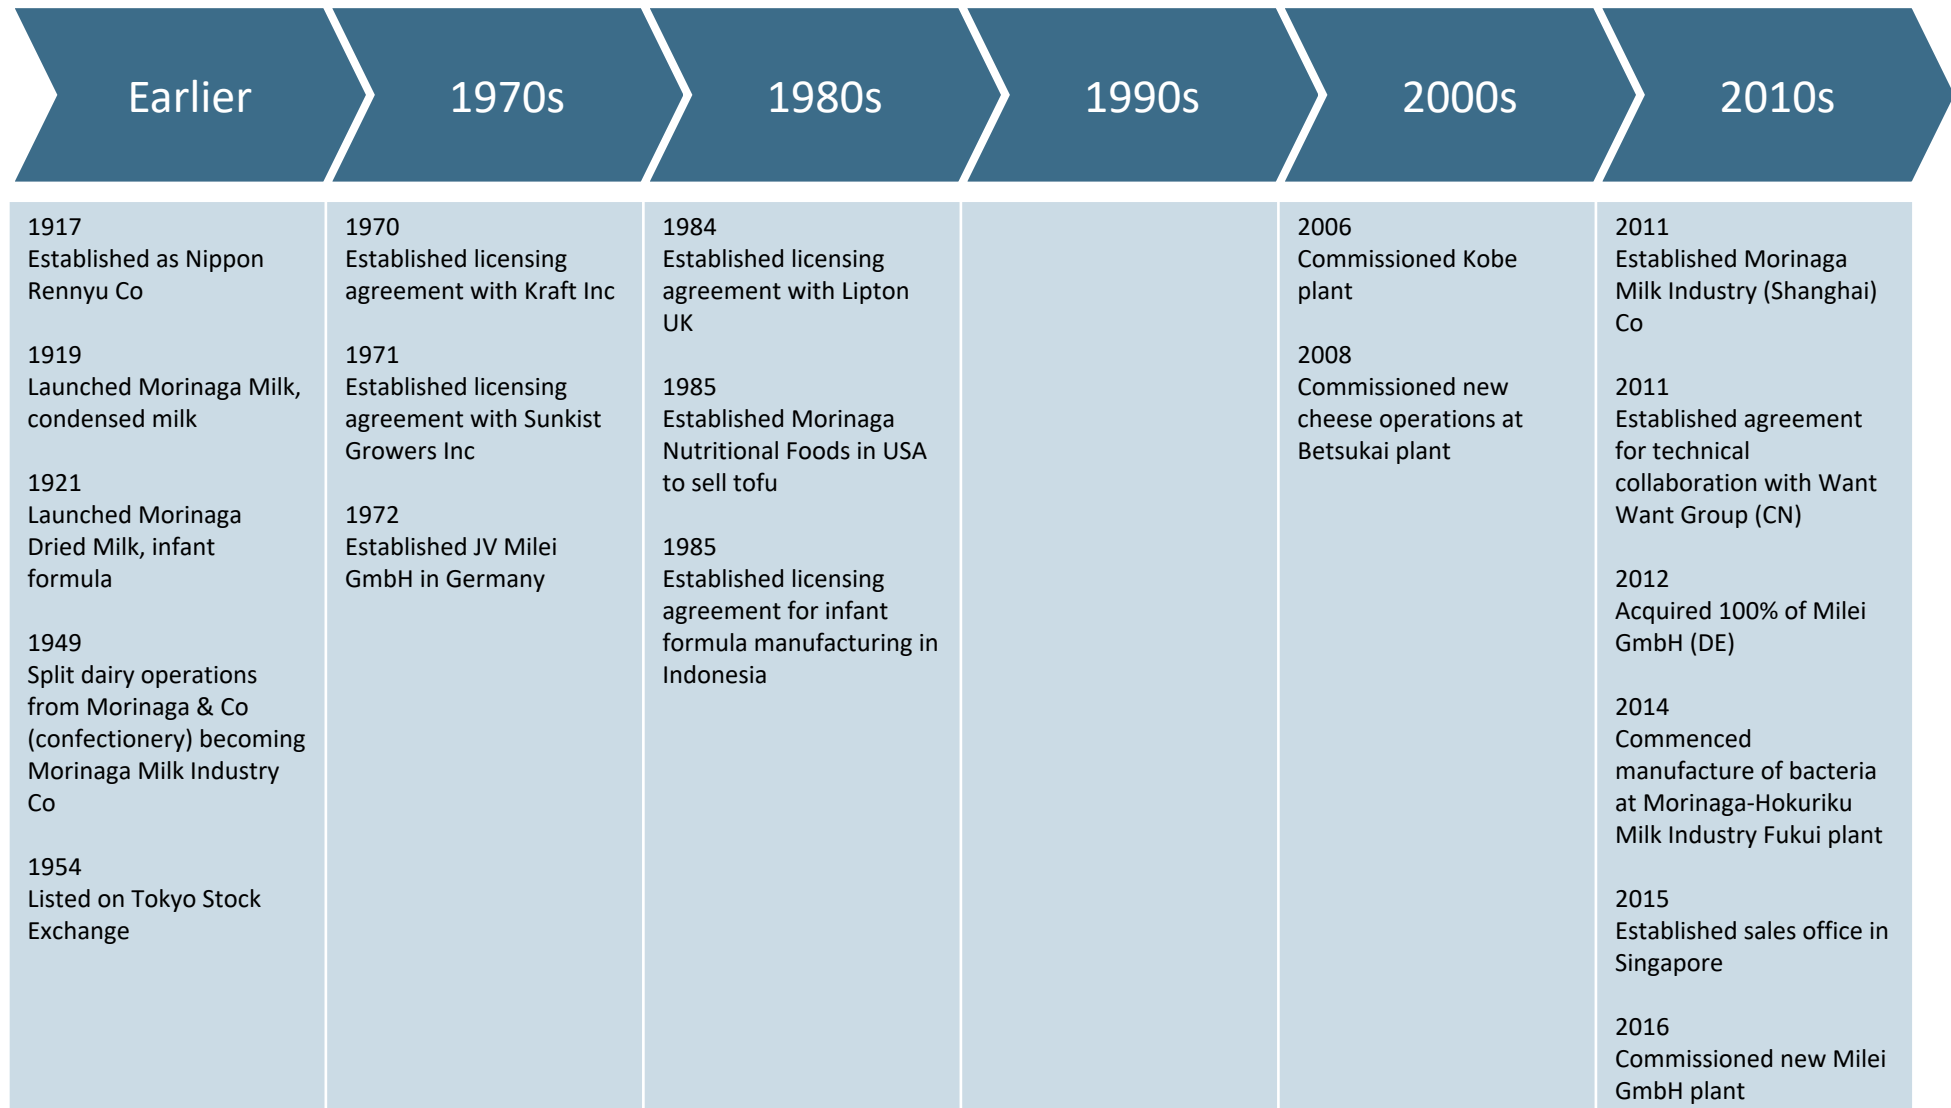 Earlier
1970s
1980s
1990s
2000s
2010s
1917
Established as Nippon
Rennyu Co
1919
Launched Morinaga Milk,
condensed milk
1921
Launched Morinaga
Dried Milk, infant
formula
1949
Split dairy operations
from Morinaga & Co
(confectionery) becoming
Morinaga Milk Industry
Co
1954
Listed on Tokyo Stock
Exchange
1970
Established licensing
agreement with Kraft Inc
1971
Established licensing
agreement with Sunkist
Growers Inc
1972
Established JV Milei
GmbH in Germany
1984
Established licensing
agreement with Lipton
UK
1985
Established Morinaga
Nutritional Foods in USA
to sell tofu
1985
Established licensing
agreement for infant
formula manufacturing in
Indonesia
2006
Commissioned Kobe
plant
2008
Commissioned new
cheese operations at
Betsukai plant
2011
Established Morinaga
Milk Industry (Shanghai)
Co
2011
Established agreement
for technical
collaboration with Want
Want Group (CN)
2012
Acquired 100% of Milei
GmbH (DE)
2014
Commenced
manufacture of bacteria
at Morinaga-Hokuriku
Milk Industry Fukui plant
2015
Established sales office in
Singapore
2016
Commissioned new Milei
GmbH plant